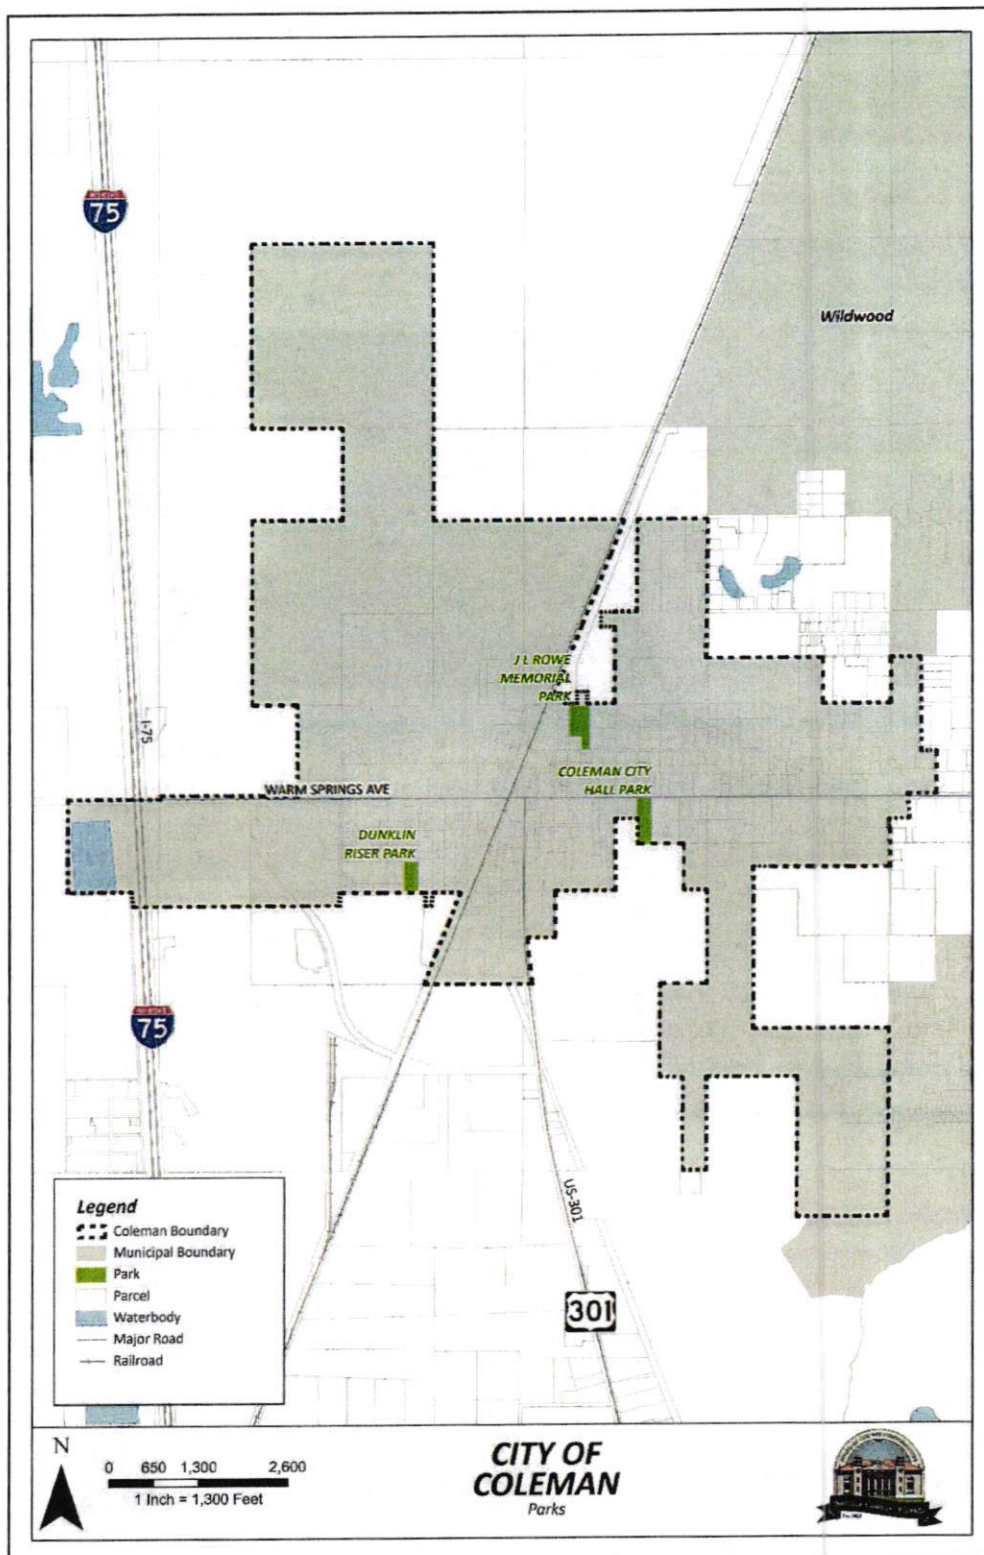 75
Wildwood
J L ROWE
MEMORIAL
PARK
I-75
COLEMAN CITY
HALL PARK
WARM SPRINGS AVE
DUNKLIN
RISER PARK
75
US-301
301
Legend
Coleman Boundary
Municipal Boundary
Park
Parcel
Waterbody
Major Road
Railroad
N
0 650 1,300 2,600
1 Inch = 1,300 Feet
CITY OF
COLEMAN
Parks